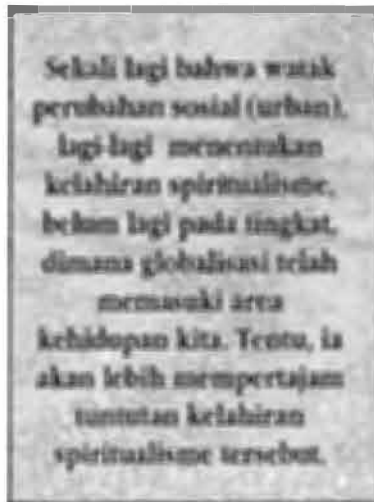 Sekali lagi bahwa watak
perubahan sosial (urban),
lagi-lagi menentukan
kelahiran spiritualisme,
belum lagi pada tingkat,
dimana globalisasi telah
memasuki area
kehidupan kita. Tentu, ia
akan lebih mempertajam
tuntutan kelahiran
spiritualisme tersebut.